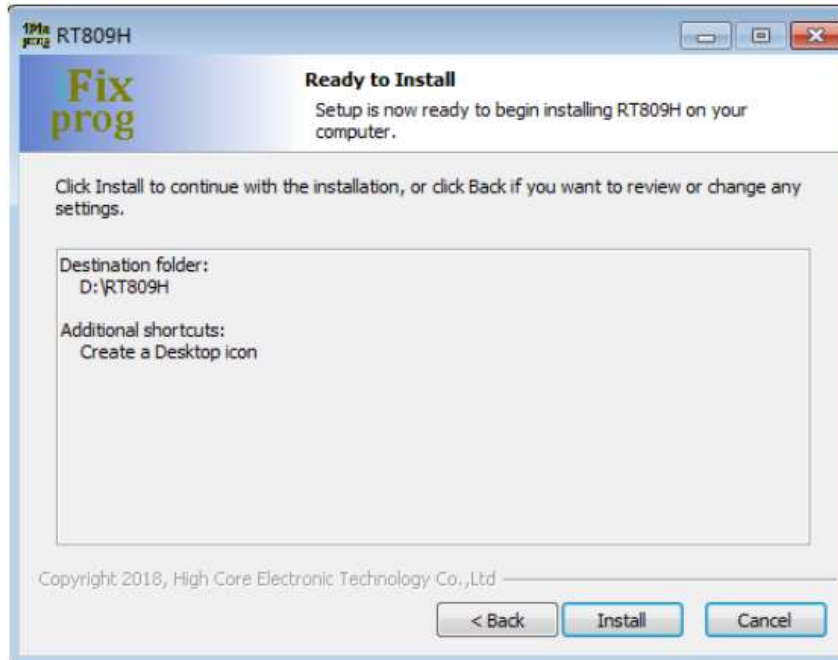 RT809H
Fix
prog
Ready to Install
Setup is now ready to begin installing RT809H on your
computer.
Click Install to continue with the installation, or click Back if you want to review or change any
settings.
Destination folder:
D:\RT809H
Additional shortcuts:
Create a Desktop icon
Copyright 2018, High Core Electronic Technology Co.,Ltd
< Back
Install
Cancel